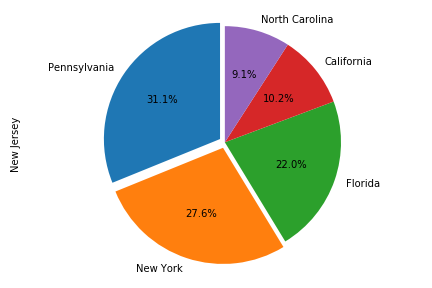 North Carolina
California
Pennsylvania
9.1%
10.2%
31.1%
New Jersey
22.0%
Florida
27.6%
New York